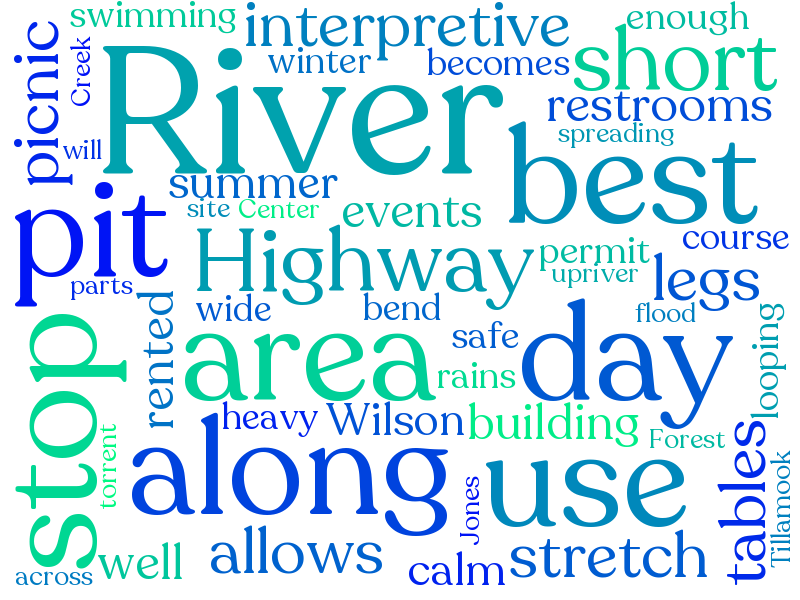 swimming
interpretive
enough
picnic
Creek
River
winter
becomes
short
restrooms
will
spreading
best
summer
pit
site
Center
events
Highway
permit
course
parts
upriver
legs
wide
bend
flood
rented
safe
day
looping
stop
area
rains
heavy
Wilson
building
torrent
along
Forest
use
tables
Tillamook
Jones
well
allows
stretch
calm
across